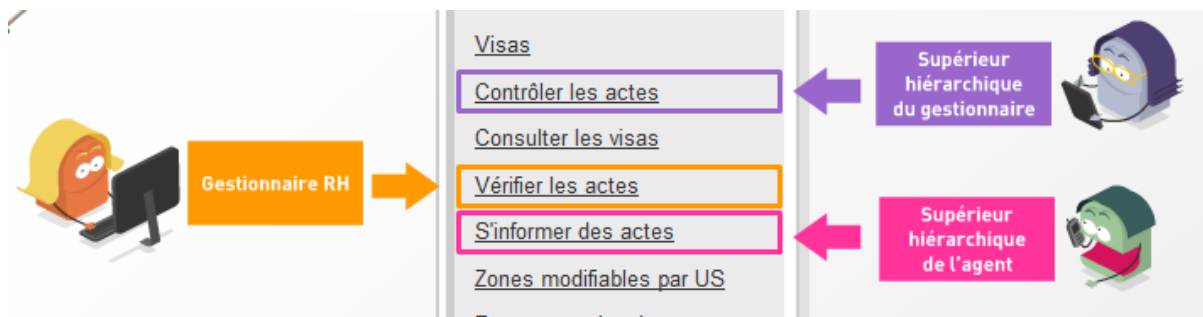 Visas
Contrôler les actes
Consulter les visas
Vérifier les actes
S'informer des actes
Zones modifiables par US
Gestionnaire RH
Supérieur
hiérarchique
du gestionnaire
Supérieur
hiérarchique
de l'agent